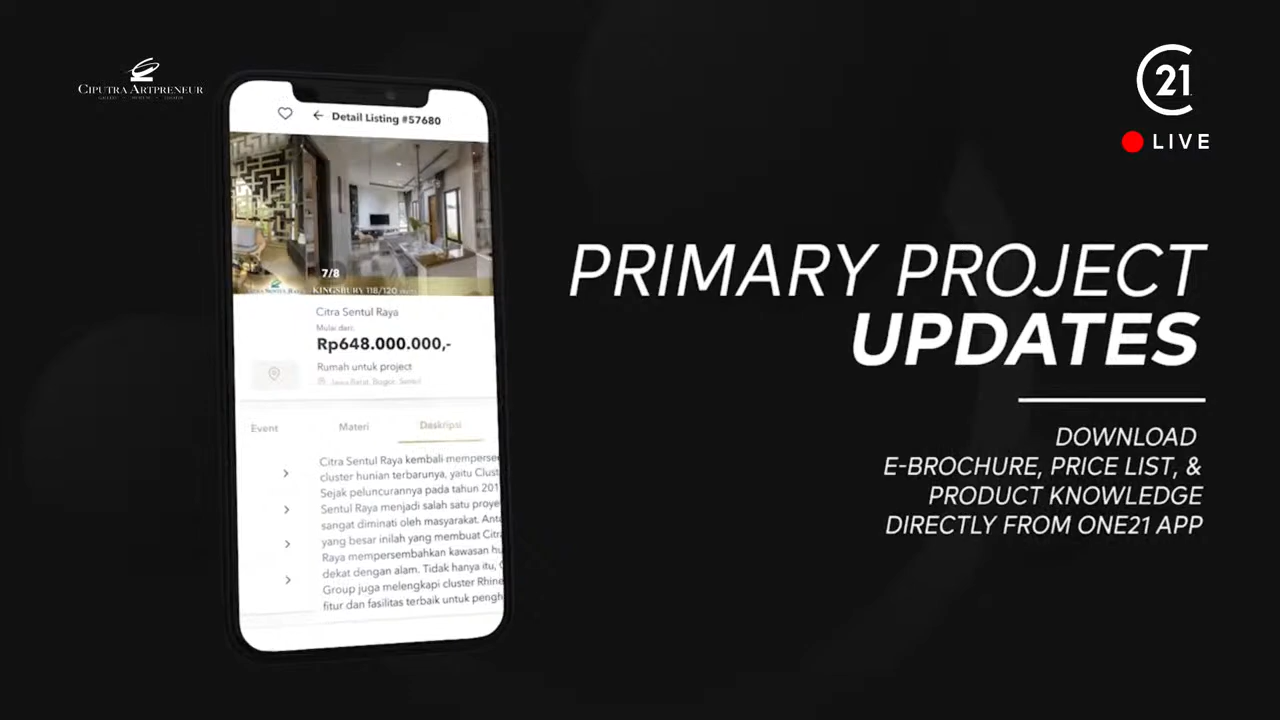 CIPUTRA ARTPRENEUR
C21
LIVE
Detail Listing #57680
7/8
KINGSBURY 118/120
Citra Sentul Raya
Mulai dari:
Rp648.000.000,-
Rumah untuk project
Jawa Barat, Bogor, Sentul
Event
Materi
Deskripsi
Citra Sentul Raya kembali mempersem
cluster hunian terbarunya, yaitu Clust
Sejak peluncurannya pada tahun 201
Sentul Raya menjadi salah satu proye
sangat diminati oleh masyarakat. Anta
yang besar inilah yang membuat Citra
Raya mempersembahkan kawasan hu
dekat dengan alam. Tidak hanya itu, C
Group juga melengkapi cluster Rhine
fitur dan fasilitas terbaik untuk pengh
PRIMARY PROJECT
UPDATES
DOWNLOAD
E-BROCHURE, PRICE LIST, &
PRODUCT KNOWLEDGE
DIRECTLY FROM ONE21 APP